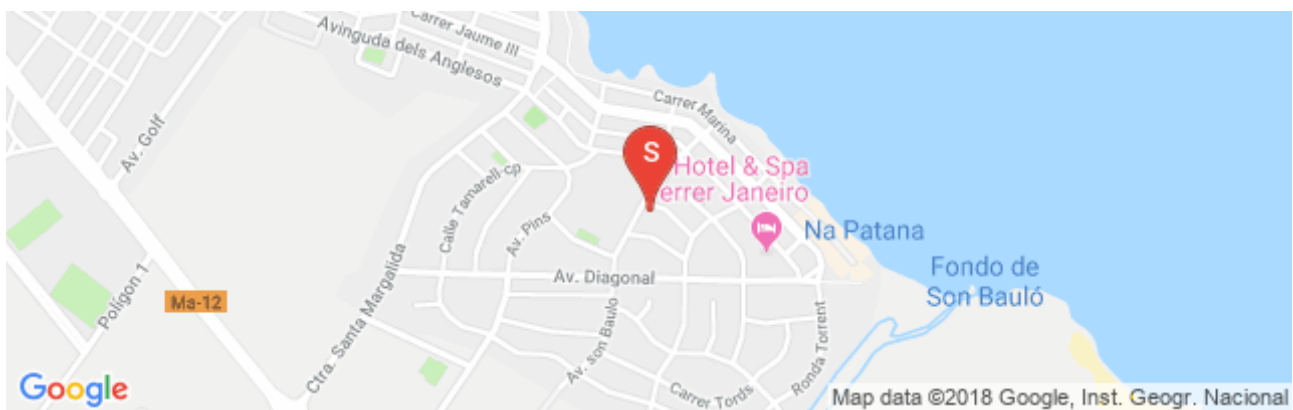 Carrer Jaume III
Avinguda dels Anglesos
Carrer Marina
Av. Golf
S
Hotel & Spa
Ferrer Janeiro
Calle Tamarell-cp
Av. Pins
Na Patana
Fondo de
Son Bauló
Av. Diagonal
Ctra. Santa Margalida
Polígon 1
Ma-12
Av. son Baulo
Ronda Torrent
Carrer Tords
Google
Map data ©2018 Google, Inst. Geogr. Nacional